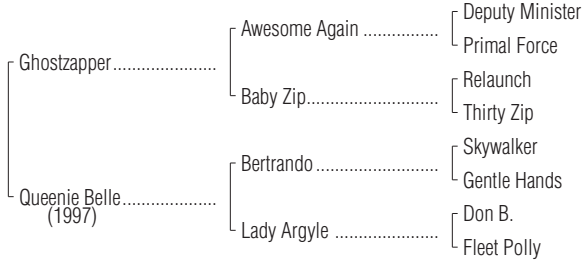 Deputy Minister
Awesome Again ................
Primal Force
Ghostzapper......................
Relaunch
Baby Zip............................
Thirty Zip
Skywalker
Bertrando ..........................
Gentle Hands
Queenie Belle....................
(1997)
Don B.
Lady Argyle ......................
Fleet Polly